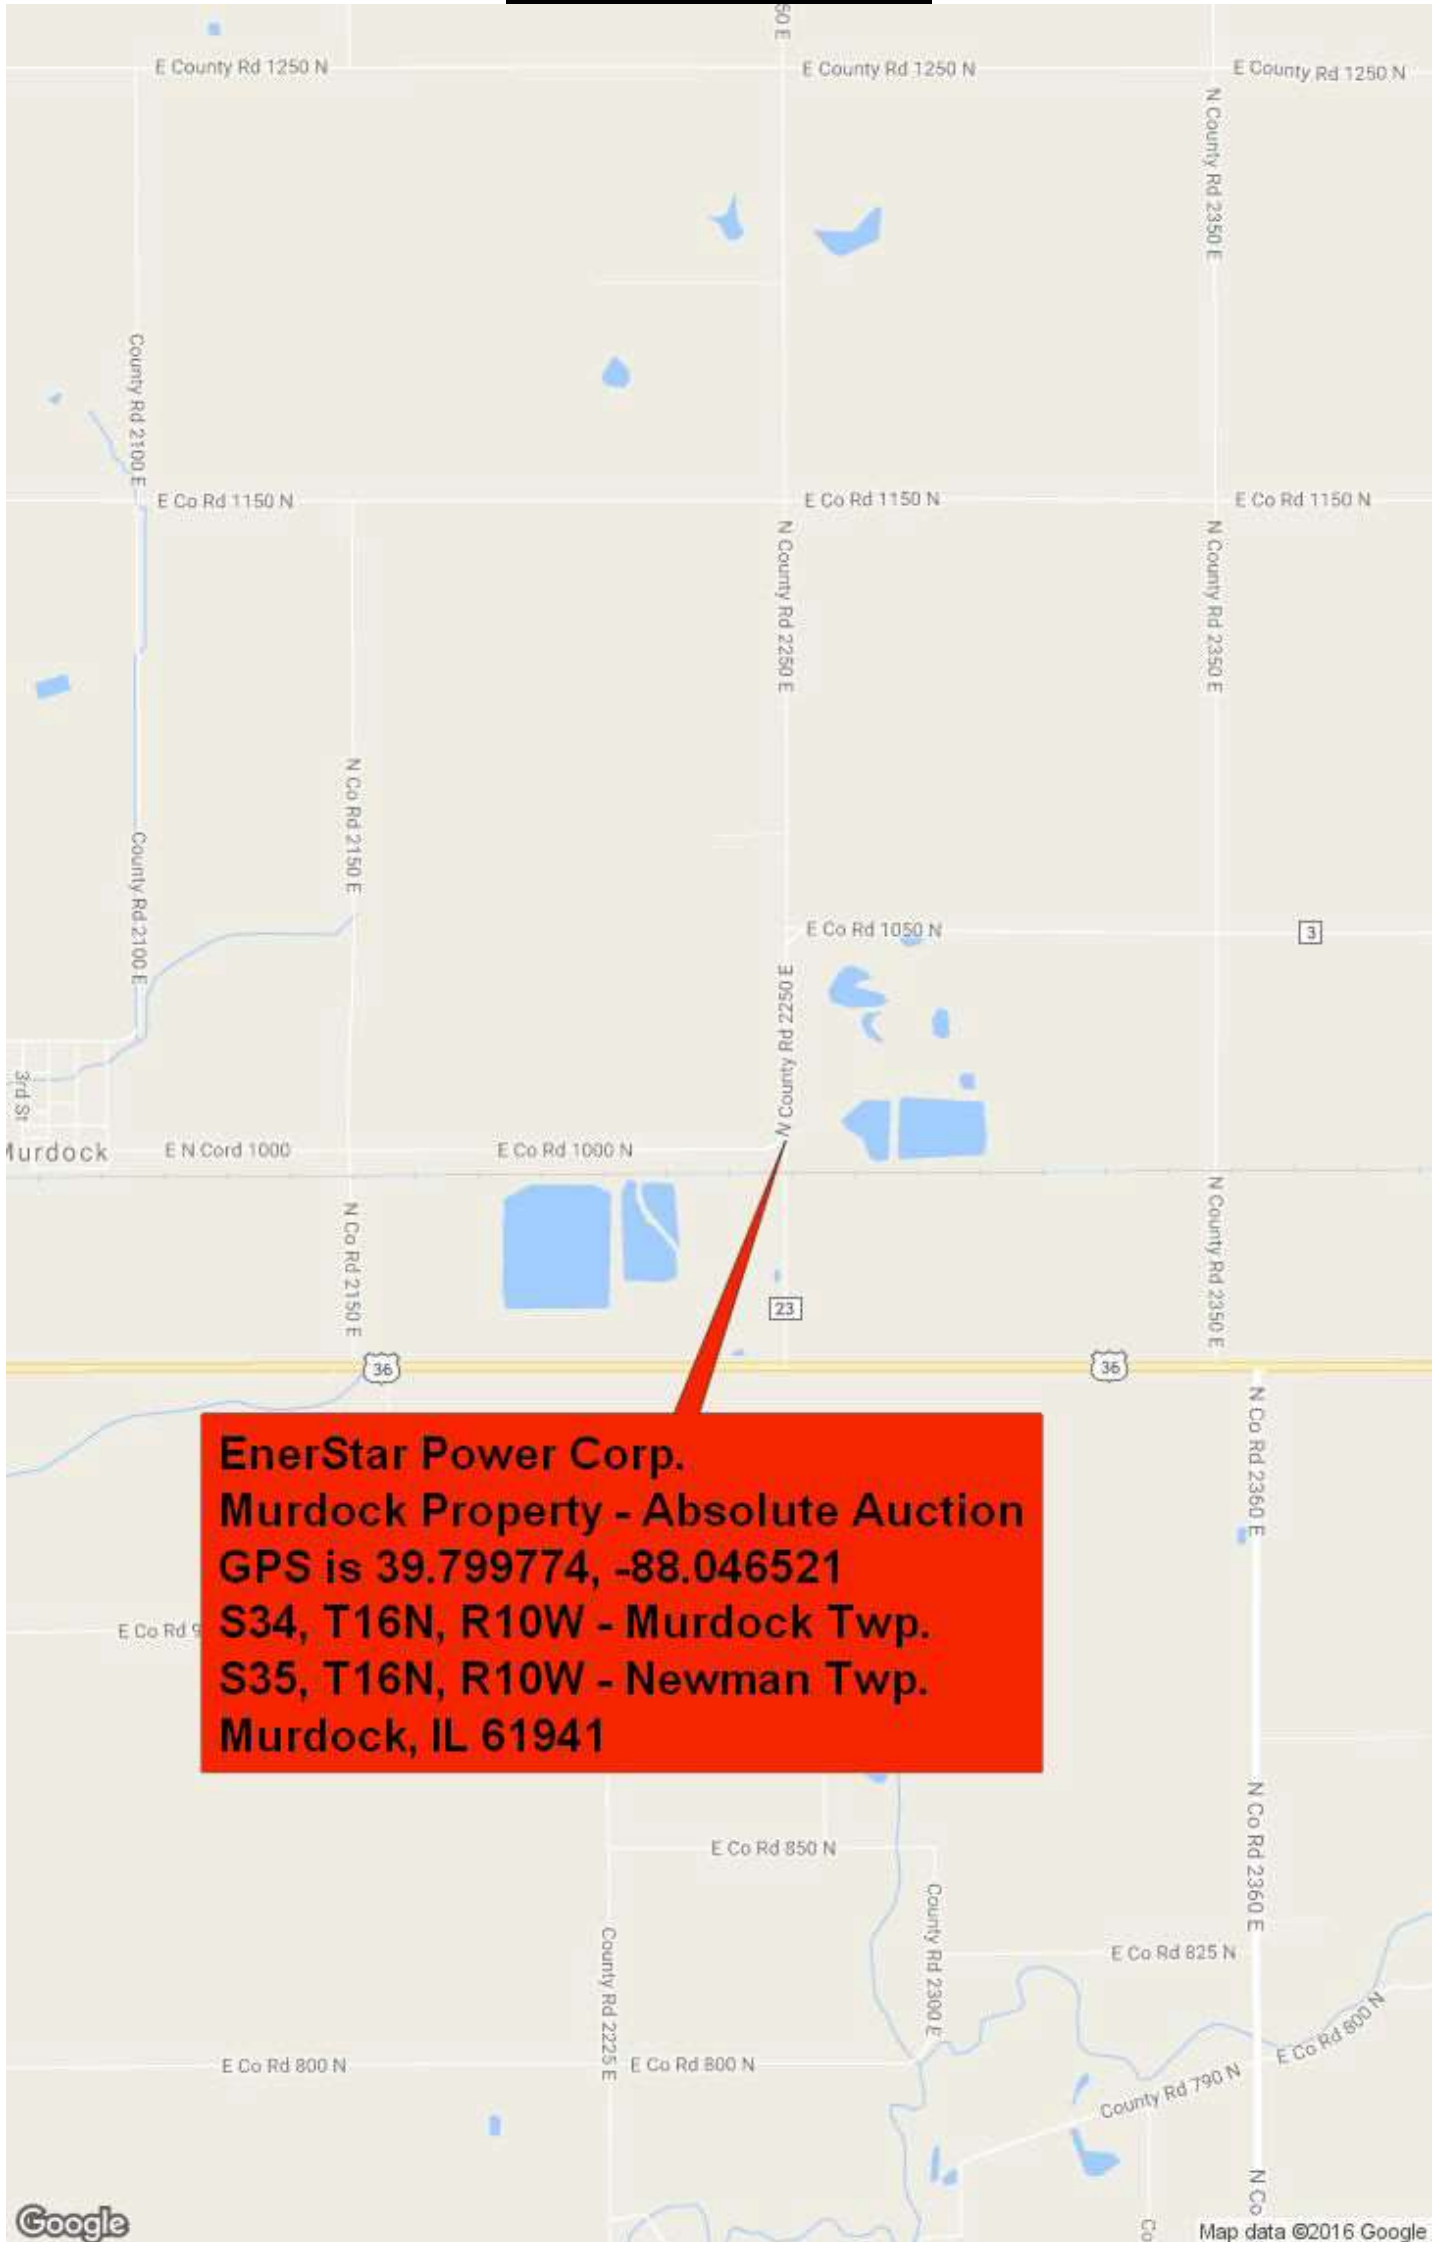 50 E
E County Rd 1250 N
E County Rd 1250 N
E County Rd 1250 N
N County Rd 2350 E
County Rd 2100 E
E Co Rd 1150 N
E Co Rd 1150 N
E Co Rd 1150 N
N County Rd 2250 E
N County Rd 2350 E
N Co Rd 2150 E
County Rd 2100 E
E Co Rd 1050 N
3
N County Rd 2250 E
3rd St
Murdock
E N Cord 1000
E Co Rd 1000 N
N Co Rd 2150 E
N County Rd 2350 E
23
36
36
N Co Rd 2360 E
EnerStar Power Corp.
Murdock Property - Absolute Auction
GPS is 39.799774, -88.046521
S34, T16N, R10W - Murdock Twp.
E Co Rd 9
S35, T16N, R10W - Newman Twp.
Murdock, IL 61941
N Co Rd 2360 E
E Co Rd 850 N
County Rd 2300 E
County Rd 2225 E
E Co Rd 825 N
E Co Rd 800 N
E Co Rd 800 N
E Co Rd 800 N
County Rd 790 N
N Co
Co
Google
Map data ©2016 Google